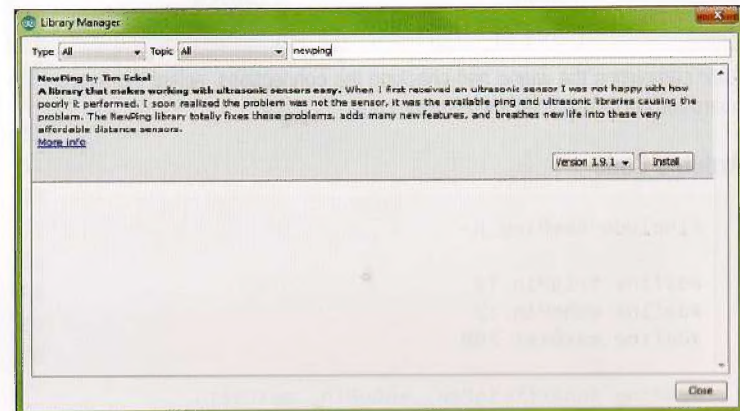 Library Manager
Type All Topic All newping
NewPing by Tim Eckel
A library that makes working with ultrasonic sensors easy. When I first received an ultrasonic sensor I was not happy with how
poorly it performed. I soon realized the problem was not the sensor, it was the available ping and ultrasonic libraries causing the
problem. The NewPing library totally fixes these problems, adds many new features, and breathes new life into these very
affordable distance sensors.
More info
Version 1.9.1 Install
Close